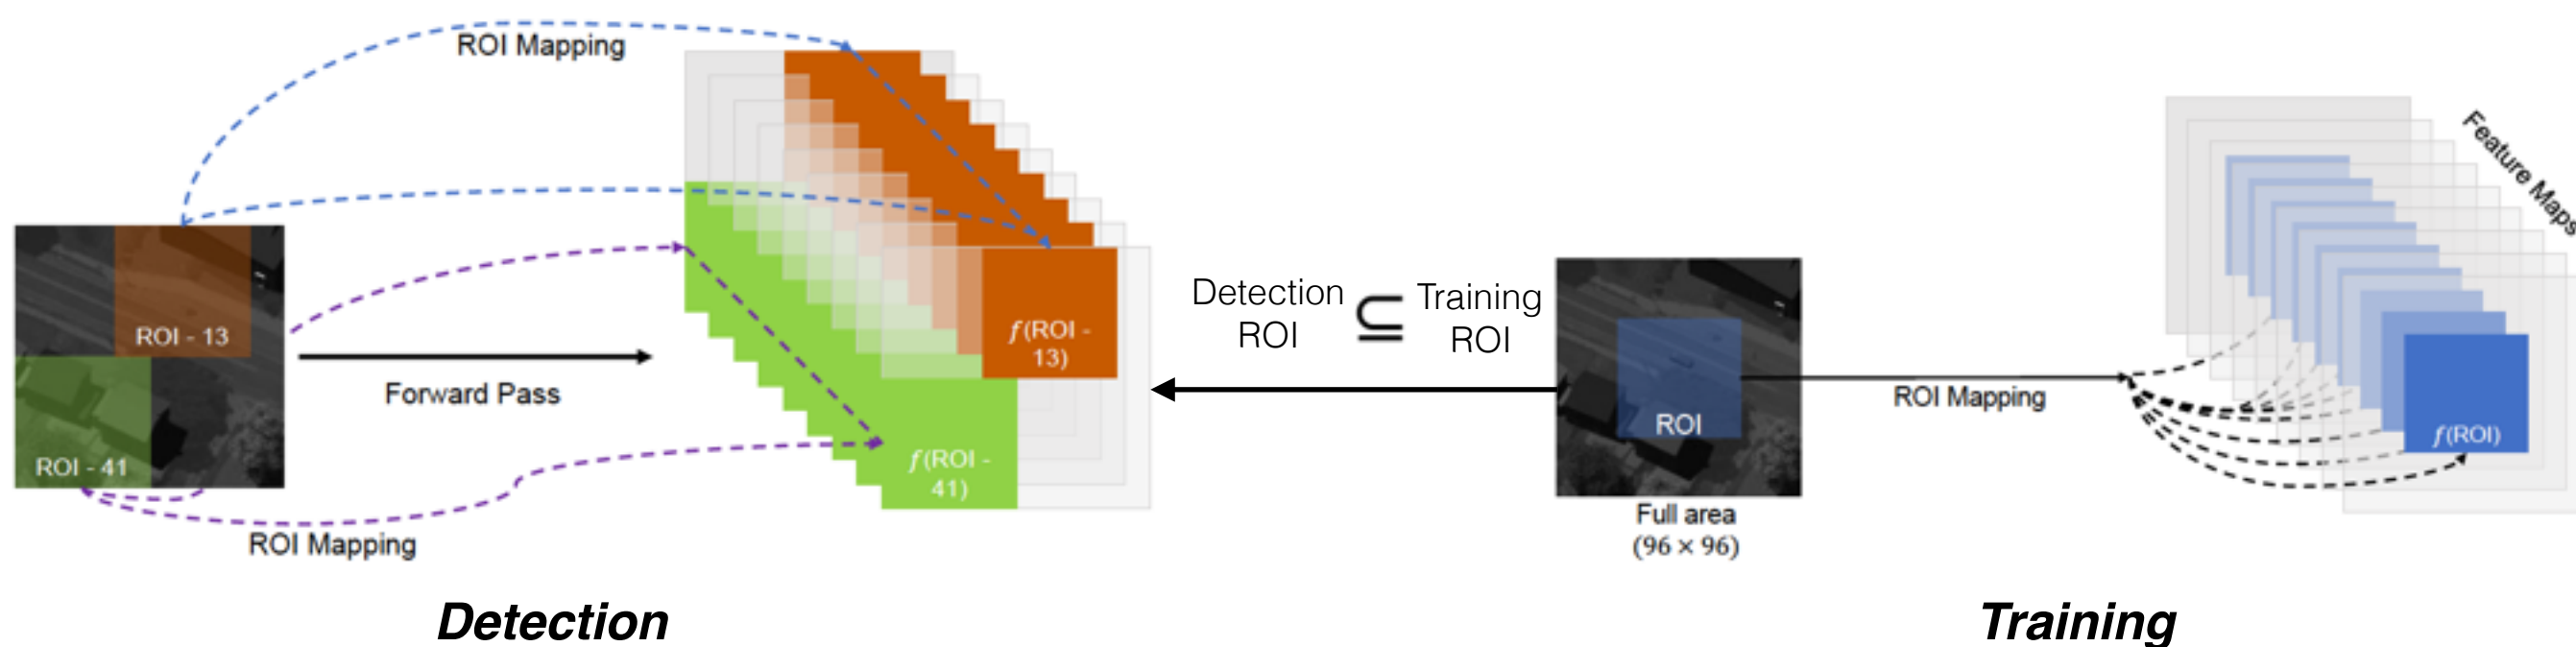 ROI Mapping
ROI - 13
ROI - 41
Forward Pass
ROI Mapping
f(ROI -
13)
f(ROI -
41)
Detection
ROI
⊆
Training
ROI
ROI
Full area
(96 × 96)
ROI Mapping
Feature Maps
f(ROI)
Detection
Training